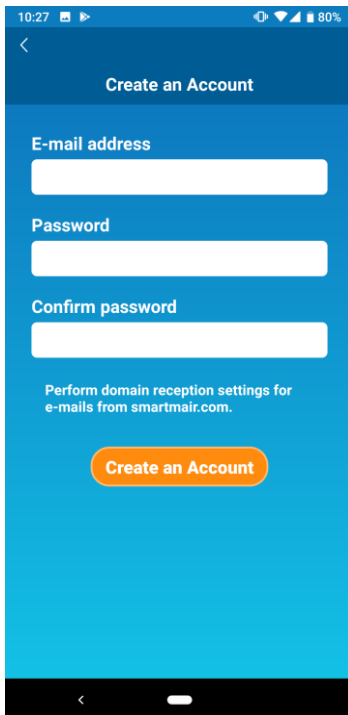 10:27 80%
Create an Account
E-mail address
Password
Confirm password
Perform domain reception settings for
e-mails from smartmair.com.
Create an Account